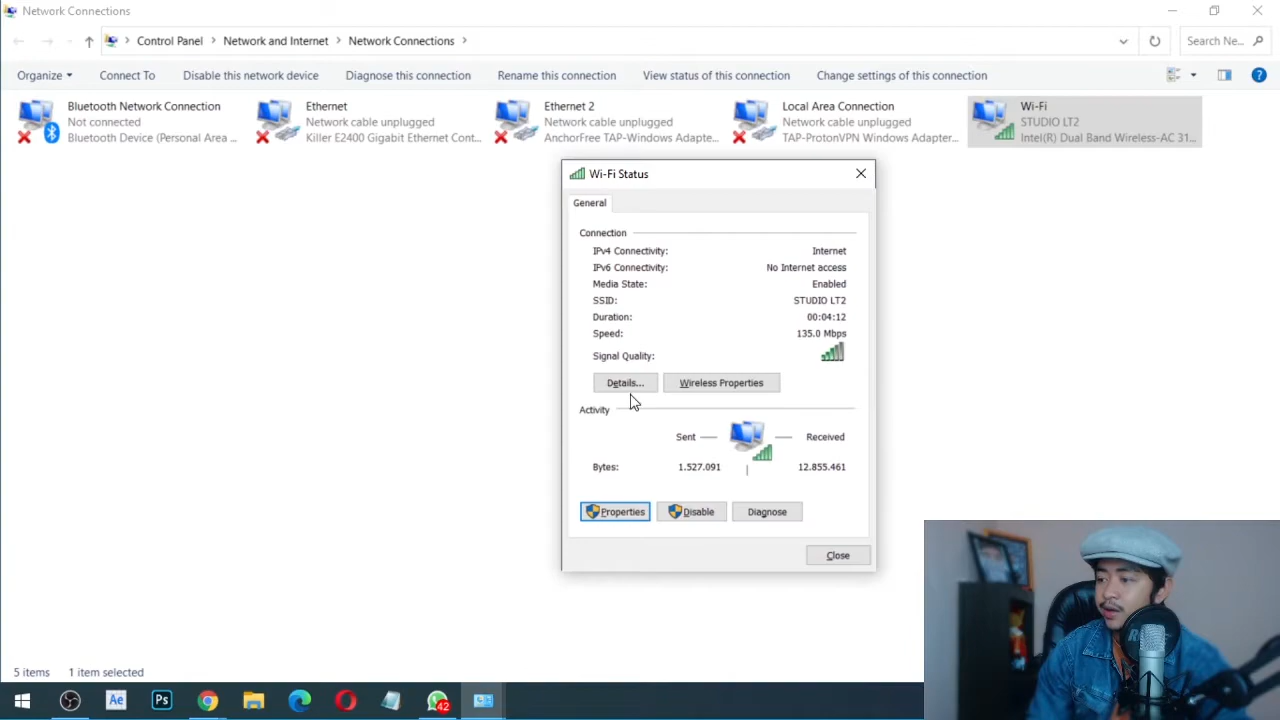 Network Connections
Control Panel > Network and Internet > Network Connections >
Search Ne...
Organize Connect To Disable this network device Diagnose this connection Rename this connection View status of this connection Change settings of this connection
Bluetooth Network Connection
Not connected
Bluetooth Device (Personal Area ...
Ethernet
Network cable unplugged
Killer E2400 Gigabit Ethernet Cont...
Ethernet 2
Network cable unplugged
AnchorFree TAP-Windows Adapte...
Local Area Connection
Network cable unplugged
TAP-ProtonVPN Windows Adapter...
Wi-Fi
STUDIO LT2
Intel(R) Dual Band Wireless-AC 31...
Wi-Fi Status
General
Connection
IPv4 Connectivity: Internet
IPv6 Connectivity: No Internet access
Media State: Enabled
SSID: STUDIO LT2
Duration: 00:04:12
Speed: 135.0 Mbps
Signal Quality:
Details... Wireless Properties
Activity
Sent Received
Bytes: 1.527.091 12.855.461
Properties Disable Diagnose
Close
5 items 1 item selected
Ae Ps 42